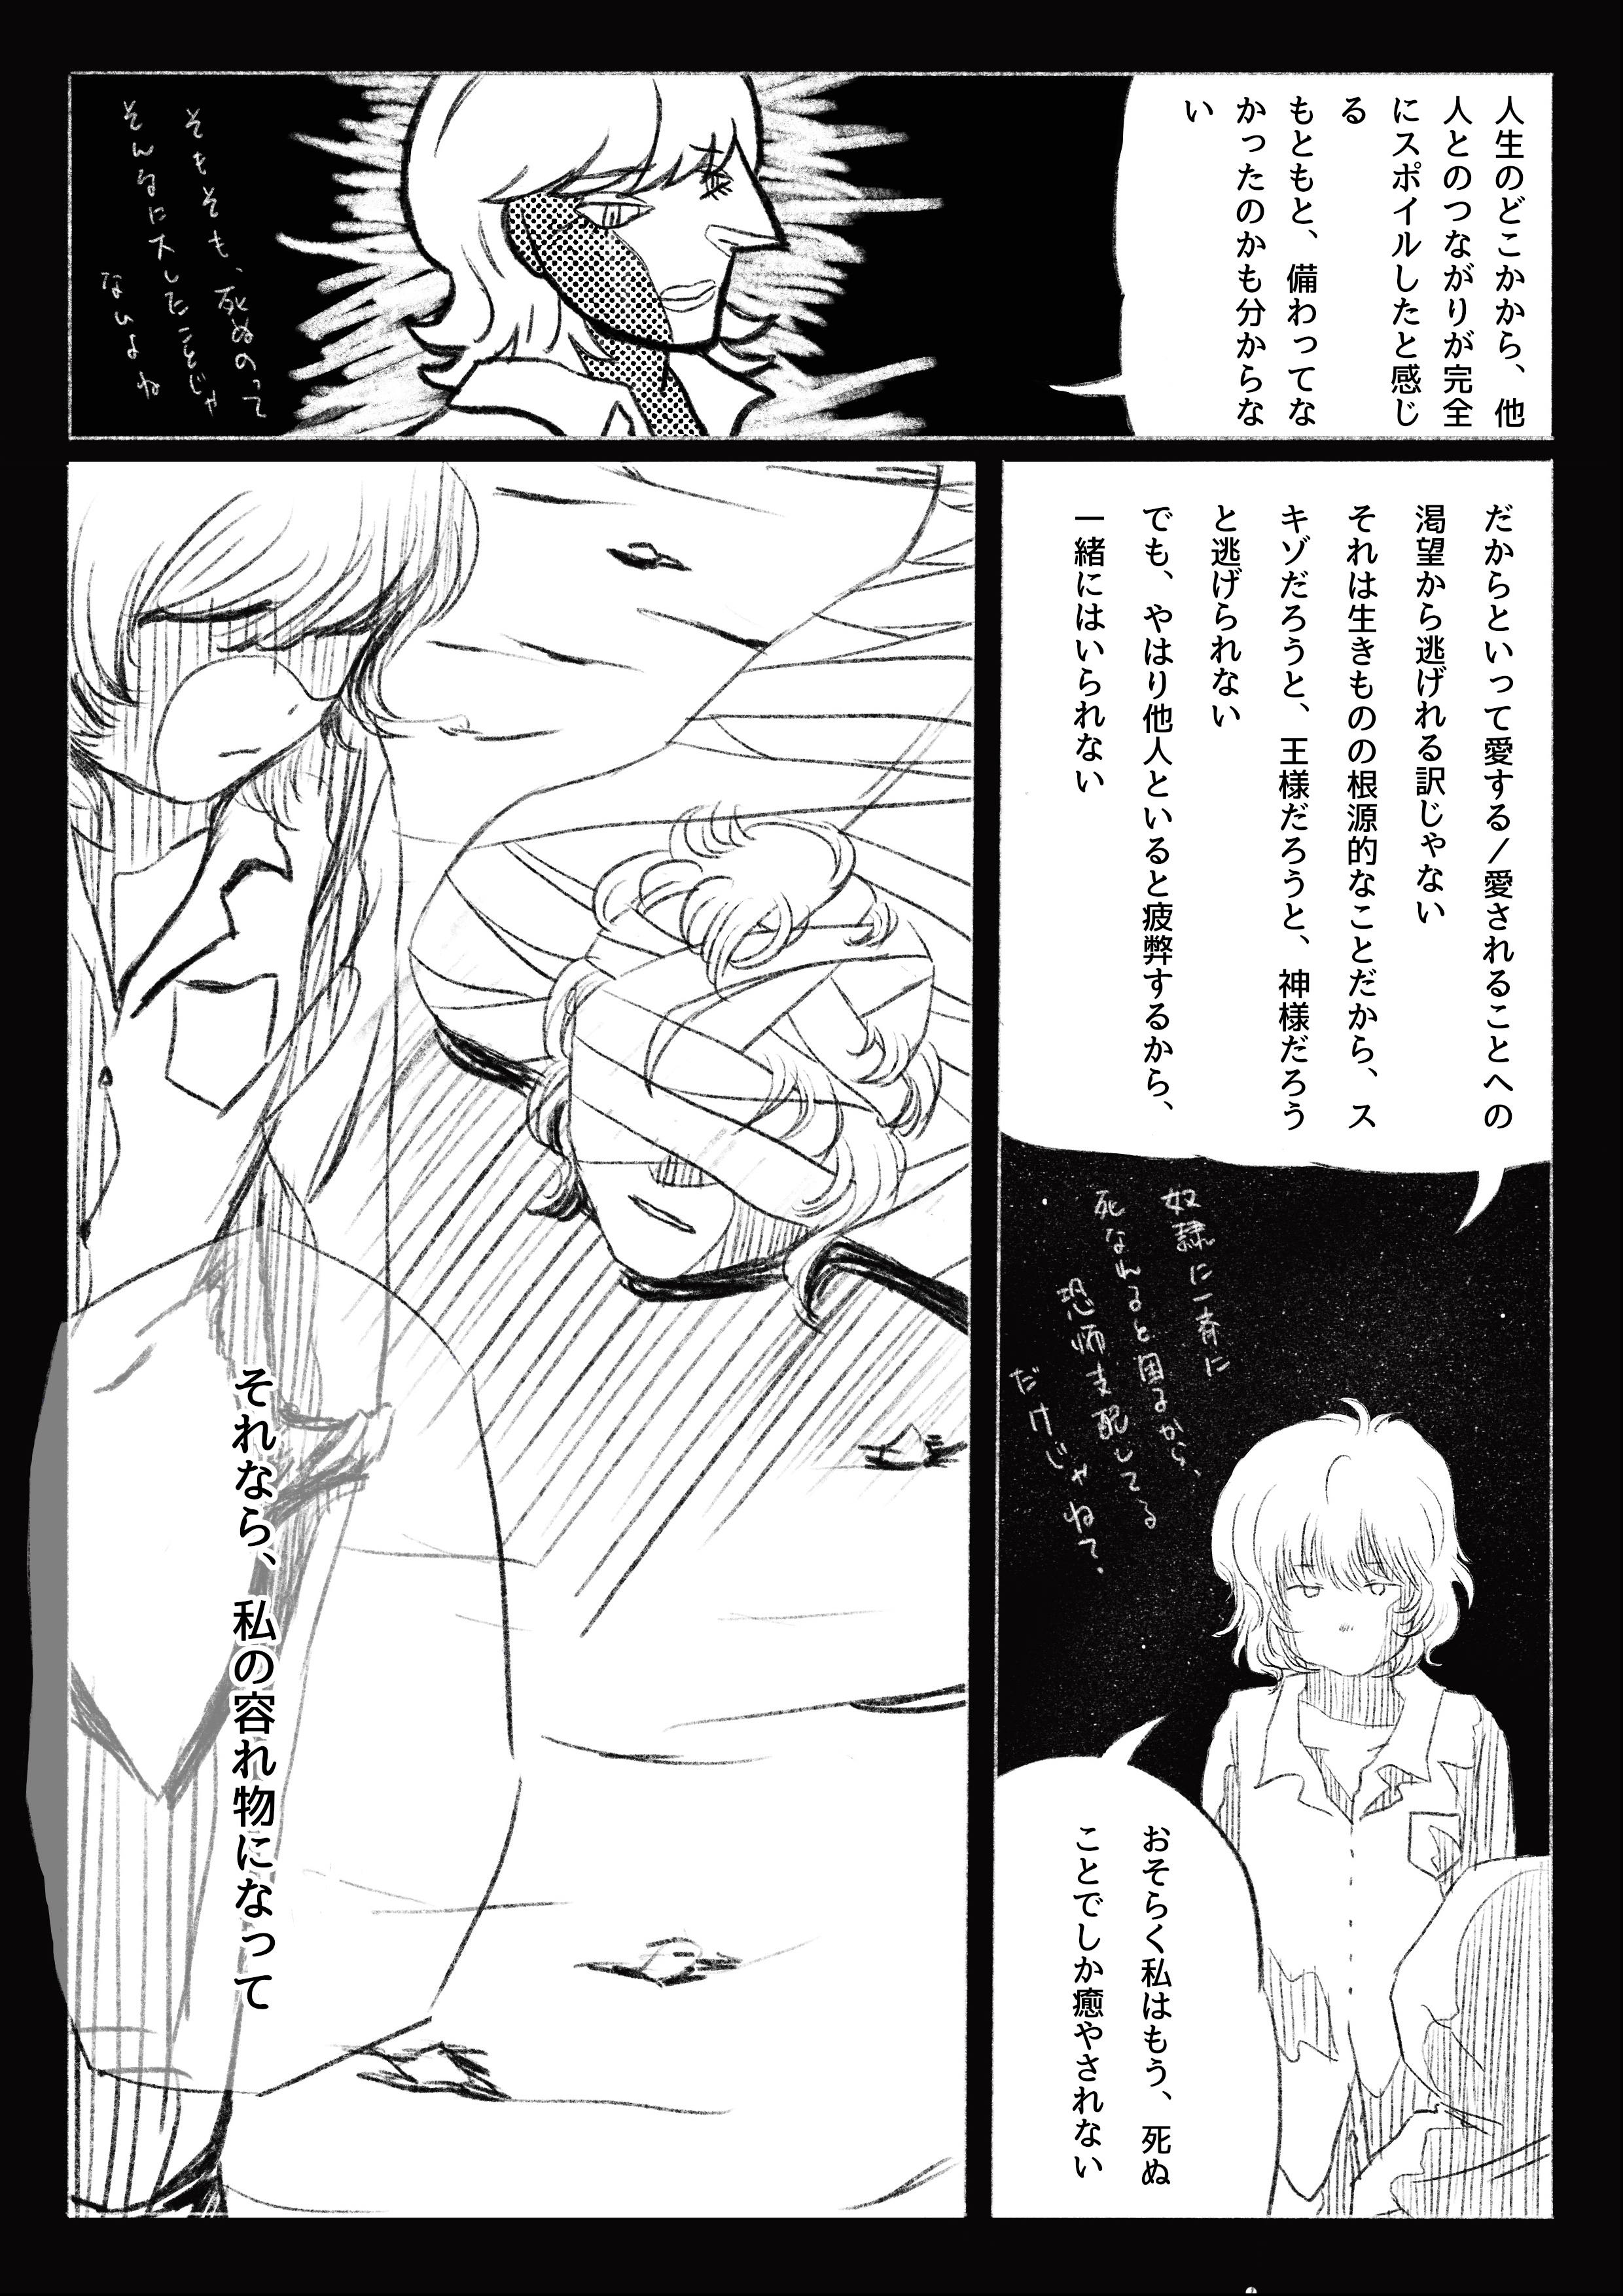 人生のどこかから、他
人とのつながりが完全
にスポイルしたと感じ
る
もともと、備わってな
かったのかも分からな
い
そもそも、死ぬのって
そんなに大したことじゃ
ないよね
だからといって愛する/愛されることへの
渇望から逃げれる訳じゃない
それは生きものの根源的なことだから、ス
キゾだろうと、王様だろうと、神様だろう
と逃げられない
でも、やはり他人といると疲弊するから、
一緒にはいられない
奴隷に一斉に
死なれると困るから、
恐怖支配してる
だけじゃね?
おそらく私はもう、死ぬ
ことでしか癒やされない
それなら、私の容れ物になって